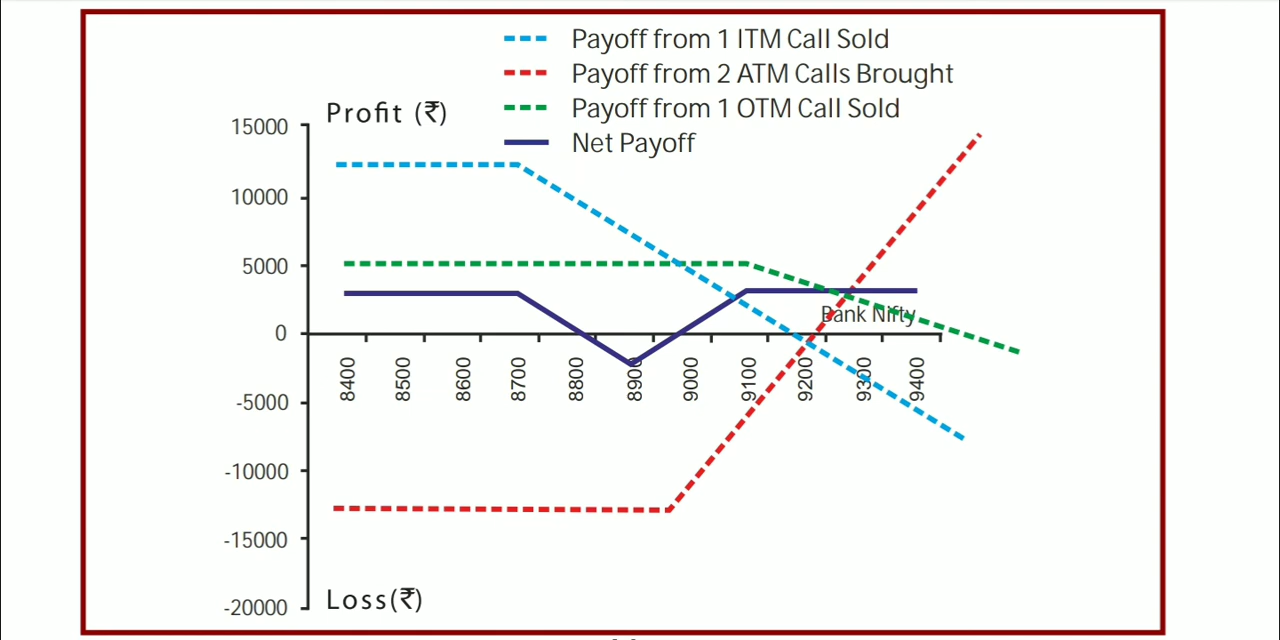 Payoff from 1 ITM Call Sold
Payoff from 2 ATM Calls Brought
Profit (₹)
Payoff from 1 OTM Call Sold
15000
Net Payoff
10000
5000
Bank Nifty
0
8400 8500 8600 8700 8800 8900 9000 9100 9200 9300 9400
-5000
-10000
-15000
Loss(₹)
-20000